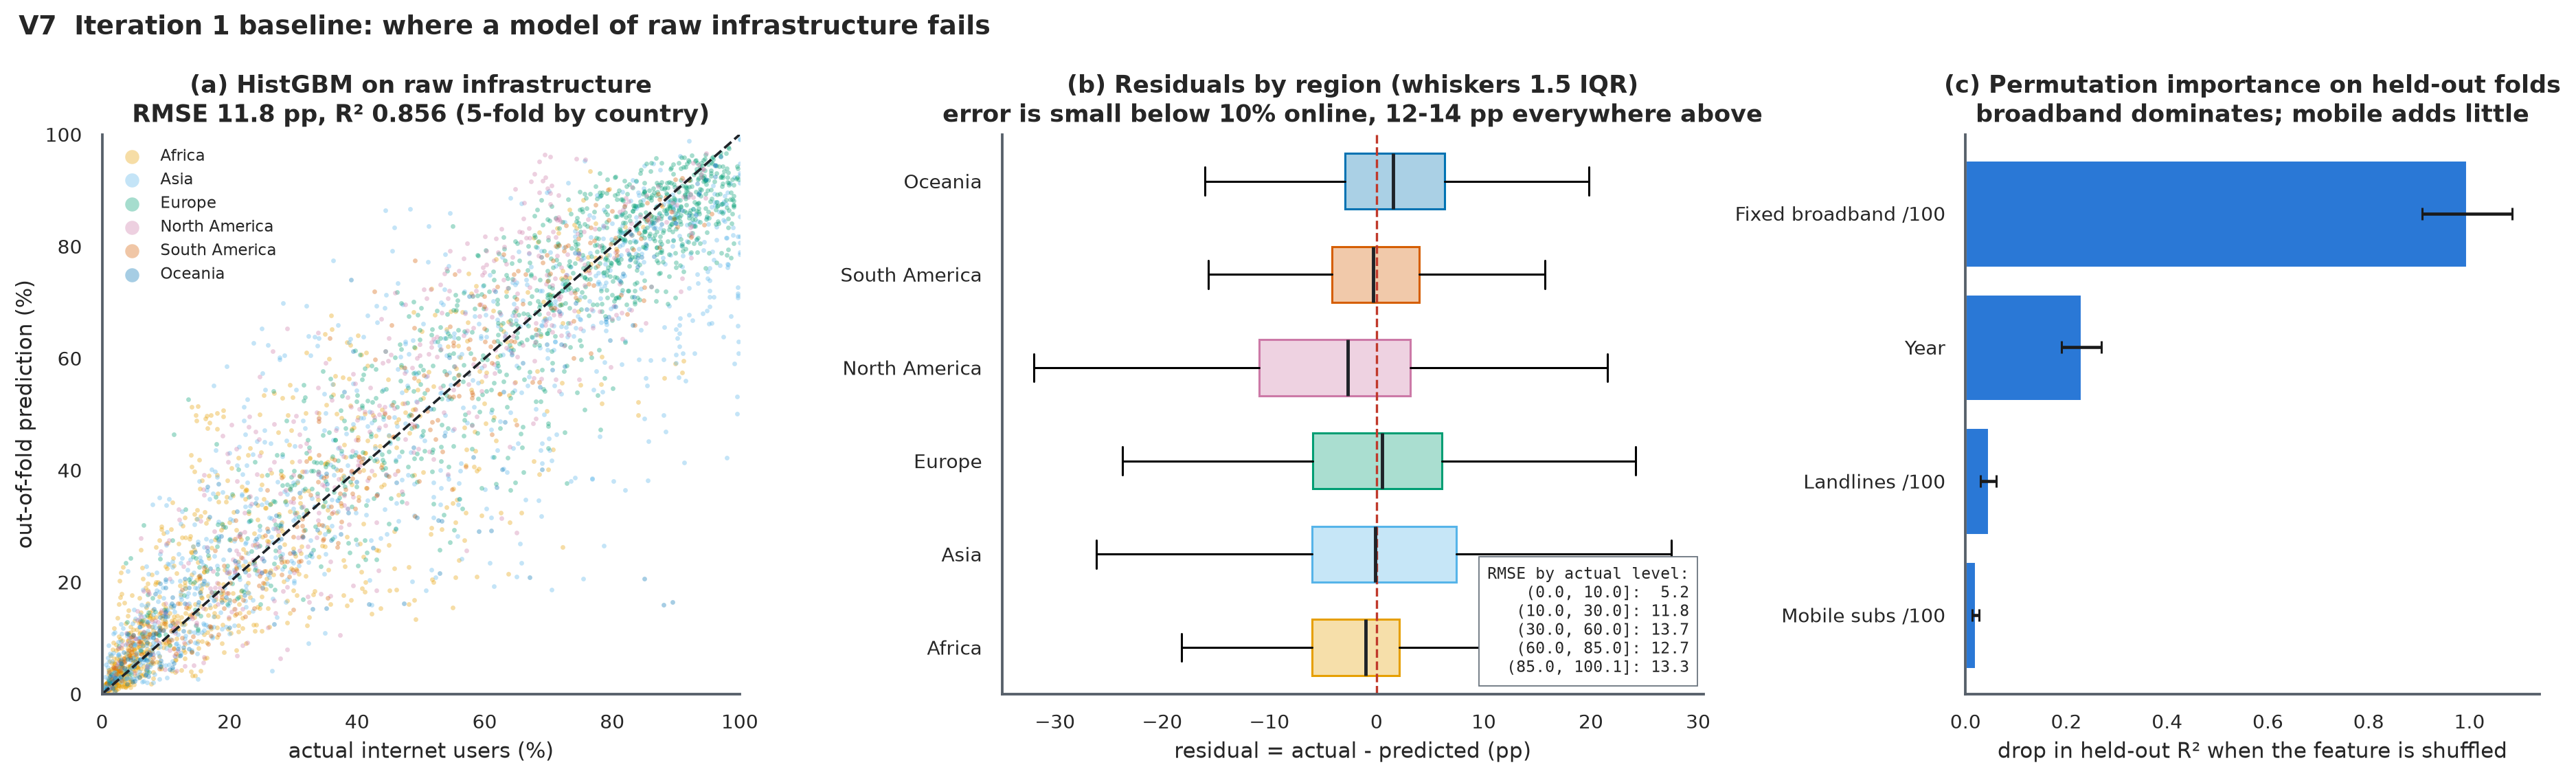 V7  Iteration 1 baseline: where a model of raw infrastructure fails
(a) HistGBM on raw infrastructure
RMSE 11.8 pp, R² 0.856 (5-fold by country)
100
80
60
40
20
0
out-of-fold prediction (%)
Africa
Asia
Europe
North America
South America
Oceania
0
20
40
60
80
100
actual internet users (%)
(b) Residuals by region (whiskers 1.5 IQR)
error is small below 10% online, 12-14 pp everywhere above
Oceania
South America
North America
Europe
Asia
Africa
RMSE by actual level:
(0.0, 10.0]:  5.2
(10.0, 30.0]: 11.8
(30.0, 60.0]: 13.7
(60.0, 85.0]: 12.7
(85.0, 100.1]: 13.3
−30
−20
−10
0
10
20
30
residual = actual - predicted (pp)
(c) Permutation importance on held-out folds
broadband dominates; mobile adds little
Fixed broadband /100
Year
Landlines /100
Mobile subs /100
0.0
0.2
0.4
0.6
0.8
1.0
drop in held-out R² when the feature is shuffled